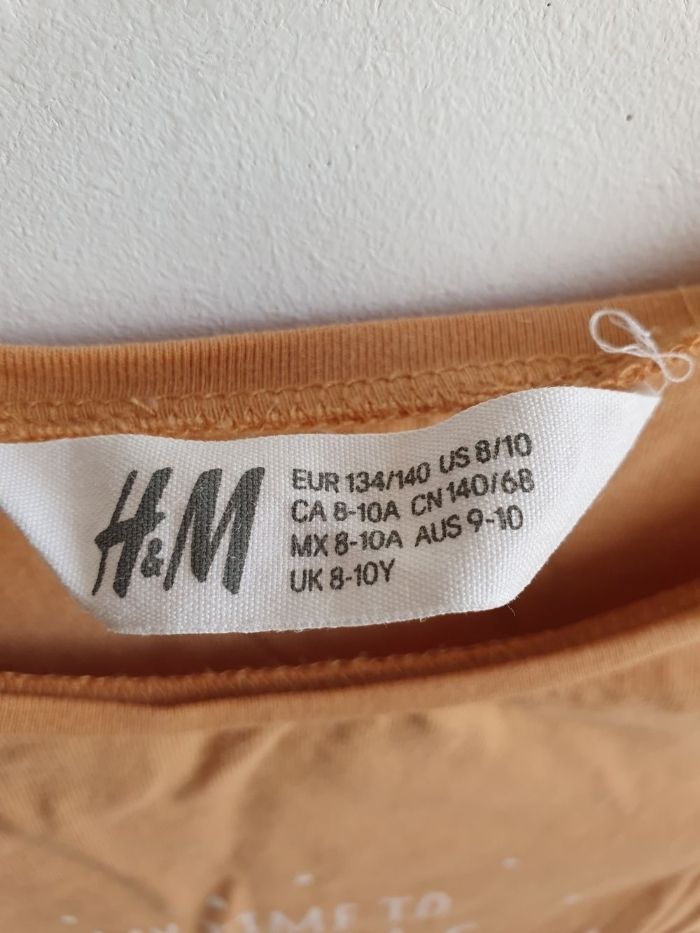 H&M
EUR 134/140 US 8/10
CA 8-10A CN 140/68
MX 8-10A AUS 9-10
UK 8-10Y
TO